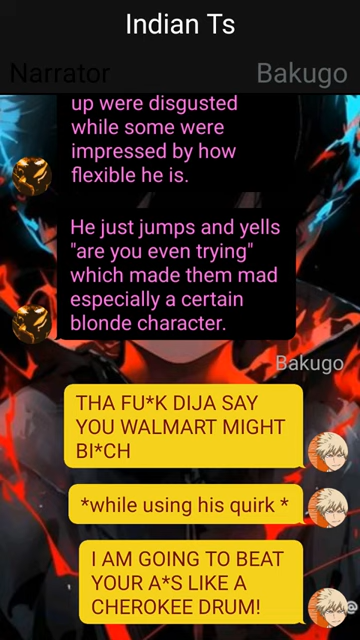 Indian Ts
Narrator
Bakugo
up were disgusted
while some were
impressed by how
flexible he is.
He just jumps and yells
"are you even trying"
which made them mad
especially a certain
blonde character.
Bakugo
THA FU*K DIJA SAY
YOU WALMART MIGHT
BI*CH
*while using his quirk *
I AM GOING TO BEAT
YOUR A*S LIKE A
CHEROKEE DRUM!
@